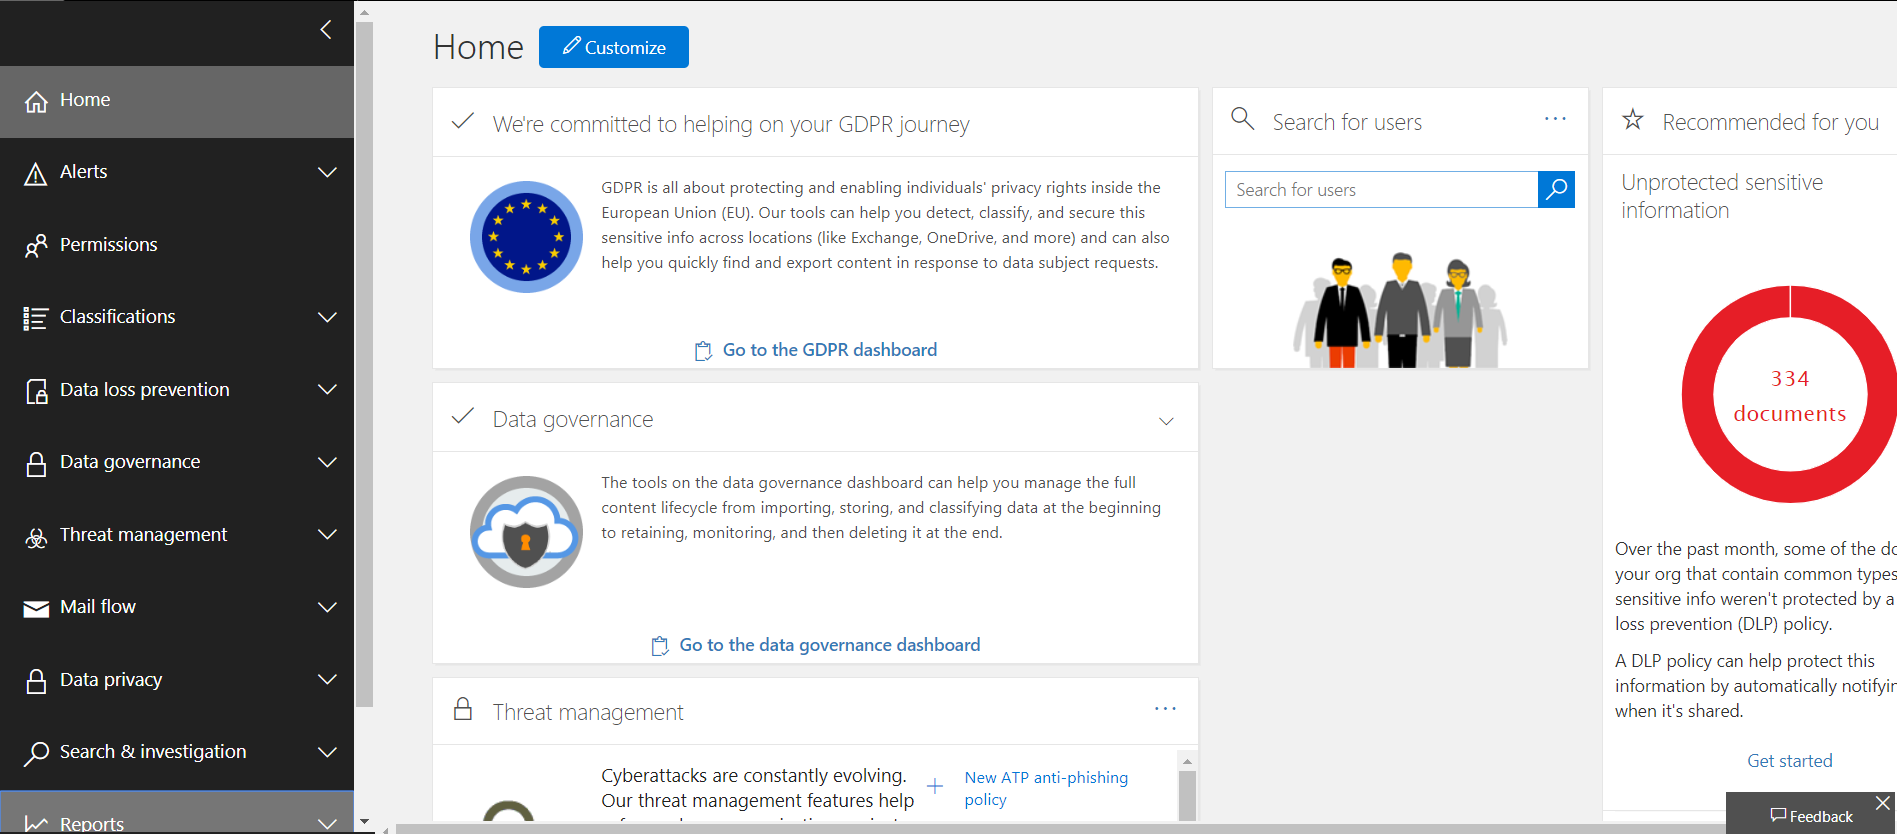 Home
Alerts
Permissions
Classifications
Data loss prevention
Data governance
Threat management
Mail flow
Data privacy
Search & investigation
Reports
Home
Customize
We're committed to helping on your GDPR journey
GDPR is all about protecting and enabling individuals' privacy rights inside the
European Union (EU). Our tools can help you detect, classify, and secure this
sensitive info across locations (like Exchange, OneDrive, and more) and can also
help you quickly find and export content in response to data subject requests.
Go to the GDPR dashboard
Data governance
The tools on the data governance dashboard can help you manage the full
content lifecycle from importing, storing, and classifying data at the beginning
to retaining, monitoring, and then deleting it at the end.
Go to the data governance dashboard
Threat management
Cyberattacks are constantly evolving.
Our threat management features help
New ATP anti-phishing
policy
Search for users
Search for users
Recommended for you
Unprotected sensitive
information
334
documents
Over the past month, some of the do
your org that contain common types
sensitive info weren't protected by a
loss prevention (DLP) policy.
A DLP policy can help protect this
information by automatically notifyin
when it's shared.
Get started
Feedback